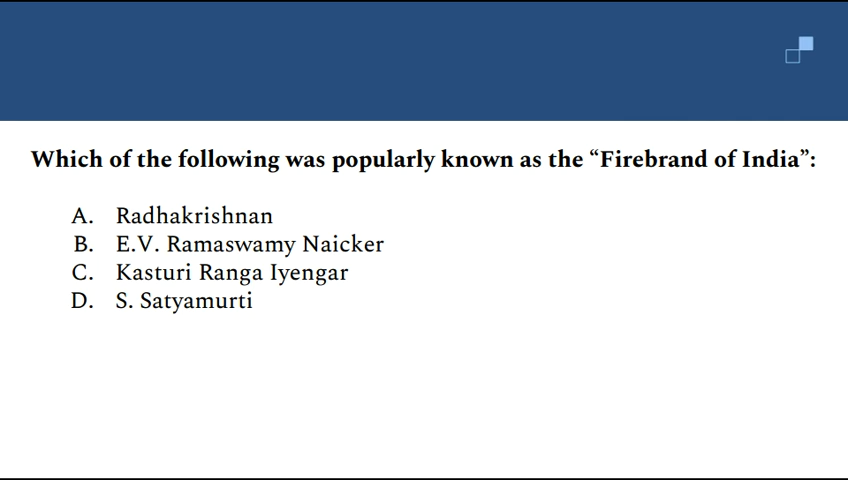 Which of the following was popularly known as the “Firebrand of India”:
A. Radhakrishnan
B. E.V. Ramaswamy Naicker
C. Kasturi Ranga Iyengar
D. S. Satyamurti